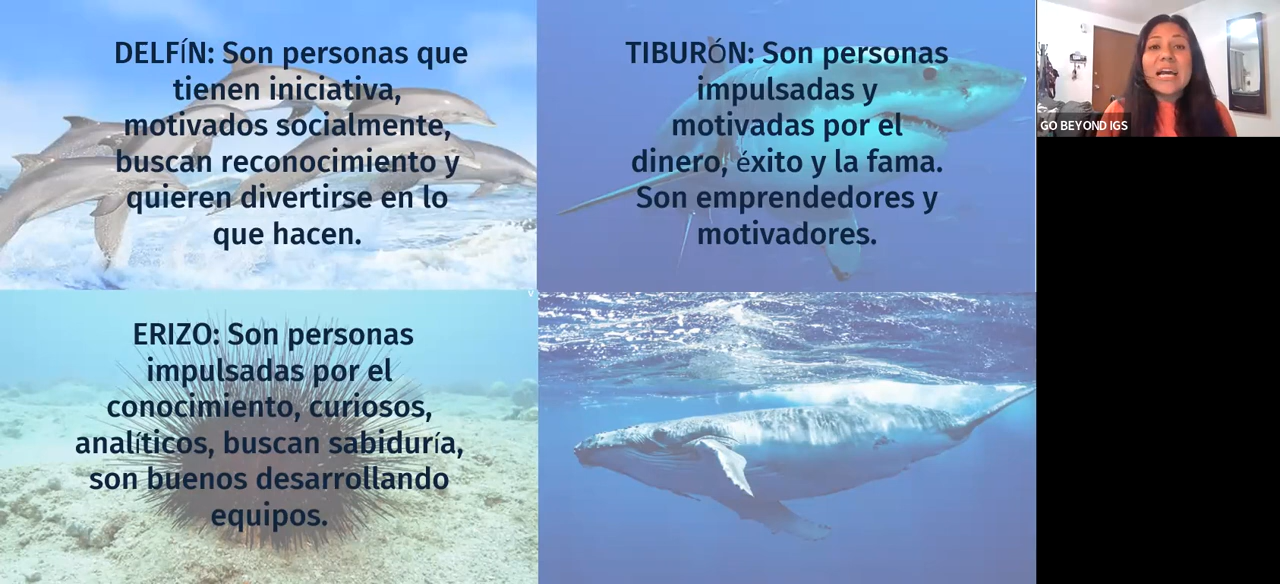 DELFÍN: Son personas que
tienen iniciativa,
motivados socialmente,
buscan reconocimiento y
quieren divertirse en lo
que hacen.
TIBURÓN: Son personas
impulsadas y
motivadas por el
dinero, éxito y la fama.
Son emprendedores y
motivadores.
GO BEYOND IGS
ERIZO: Son personas
impulsadas por el
conocimiento, curiosos,
analíticos, buscan sabiduría,
son buenos desarrollando
equipos.